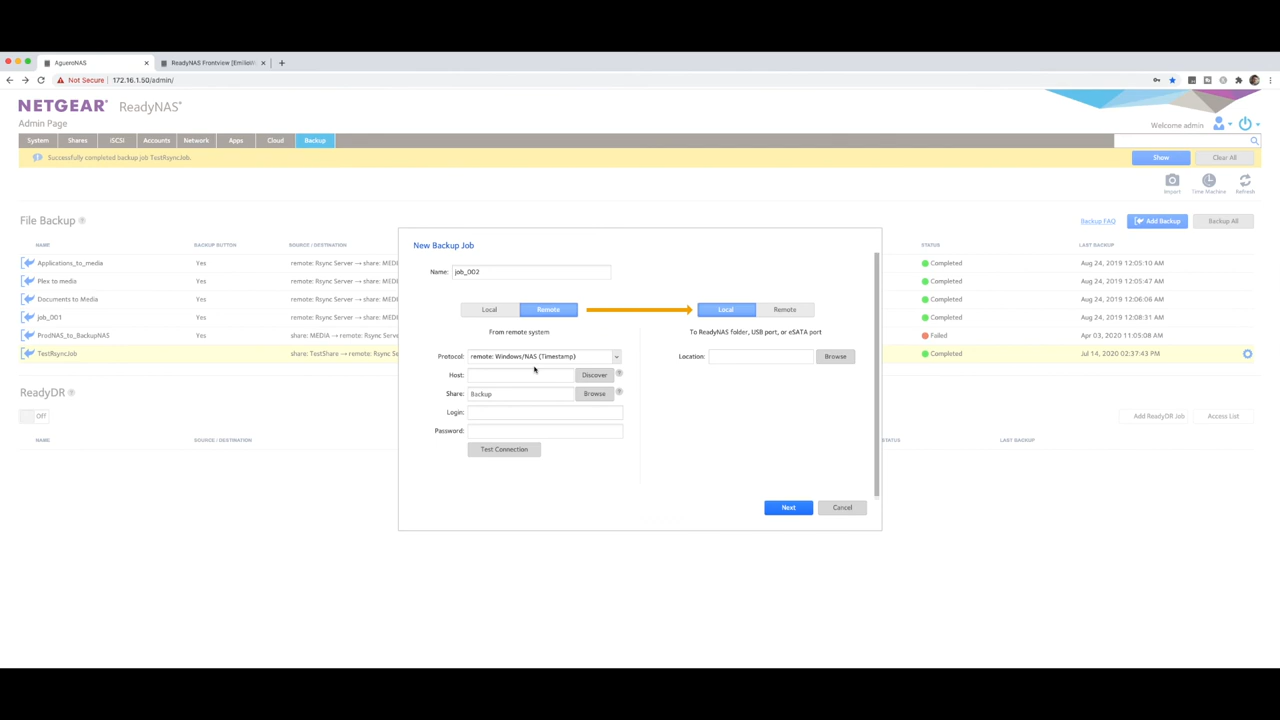 AgueroNAS
ReadyNAS Frontview [EmilioW
Not Secure 172.16.1.50/admin/
NETGEAR® ReadyNAS®
Admin Page
Welcome admin
System Shares iSCSI Accounts Network Apps Cloud Backup
Successfully completed backup job TestRsyncJob.
Show Clear All
Import Time Machine Refresh
File Backup
Backup FAQ Add Backup Backup All
NAME BACKUP BUTTON SOURCE / DESTINATION STATUS LAST BACKUP
Applications_to_media Yes remote: Rsync Server → share: MEDI Completed Aug 24, 2019 12:05:10 AM
Plex to media Yes remote: Rsync Server → share: MEDI Completed Aug 24, 2019 12:05:47 AM
Documents to Media Yes remote: Rsync Server → share: MEDI Completed Aug 24, 2019 12:06:06 AM
job_001 Yes remote: Rsync Server → share: MEDI Completed Aug 24, 2019 12:08:31 AM
ProdNAS_to_BackupNAS Yes share: MEDIA → remote: Rsync Se Failed Apr 03, 2020 11:05:08 AM
TestRsyncJob share: TestShare → remote: Rsync Se Completed Jul 14, 2020 02:37:43 PM
ReadyDR
Off
Add ReadyDR Job Access List
NAME SOURCE / DESTINATION STATUS LAST BACKUP
New Backup Job
Name: job_002
Local Remote Local Remote
From remote system
To ReadyNAS folder, USB port, or eSATA port
Protocol: remote: Windows/NAS (Timestamp)
Location: Browse
Host: Discover
Share: Backup Browse
Login:
Password:
Test Connection
Next Cancel